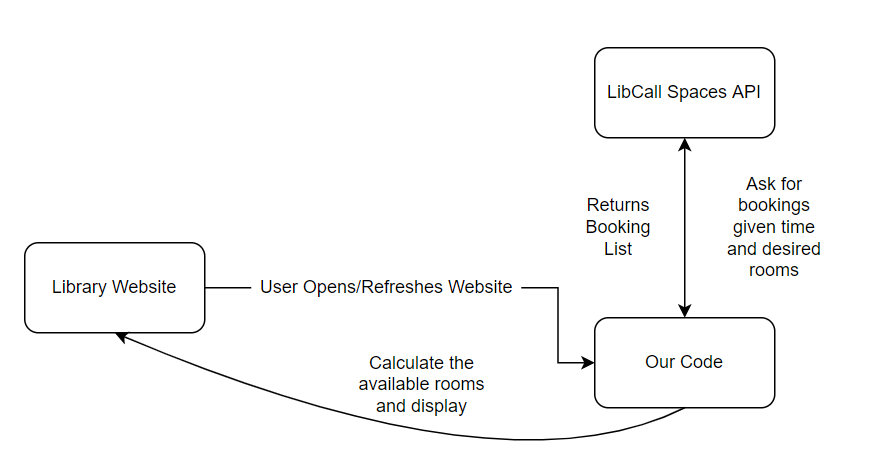 LibCall Spaces API
Returns
Booking
List
Ask for
bookings
given time
and desired
rooms
Library Website
User Opens/Refreshes Website
Our Code
Calculate the
available rooms
and display